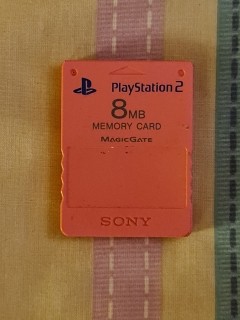 PlayStation 2
8MB
MEMORY CARD
MAGICGATE
SONY